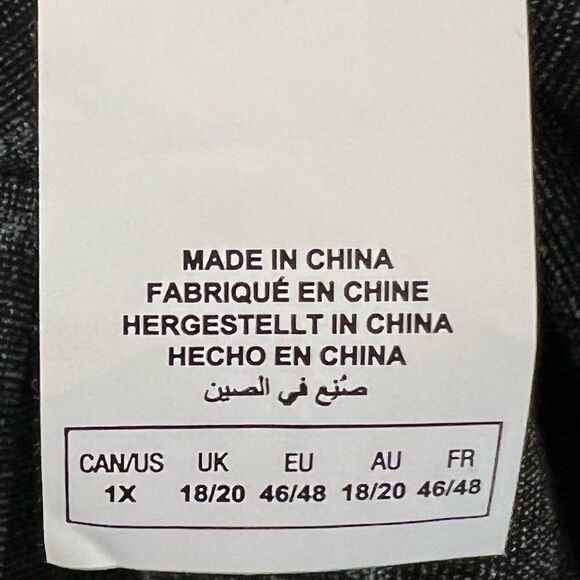 MADE IN CHINA
FABRIQUÉ EN CHINE
HERGESTELLT IN CHINA
HECHO EN CHINA
صُنِع في الصين
CAN/US UK EU AU FR
1X 18/20 46/48 18/20 46/48